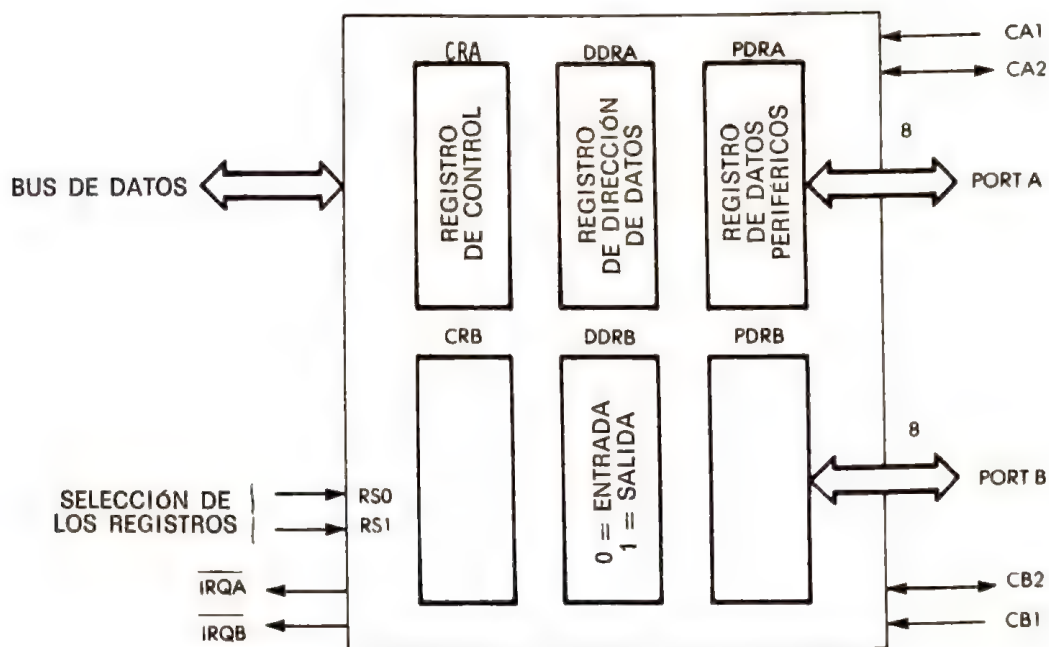 CRA
DDRA
PDRA
REGISTRO
DE CONTROL
REGISTRO
DE DIRECCIÓN
DE DATOS
REGISTRO
DE DATOS
PERIFÉRICOS
CA1
CA2
8
PORT A
BUS DE DATOS
CRB
DDRB
PDRB
0 = ENTRADA
1 = SALIDA
8
PORT B
SELECCIÓN DE
LOS REGISTROS
RS0
RS1
IRQA
IRQB
CB2
CB1